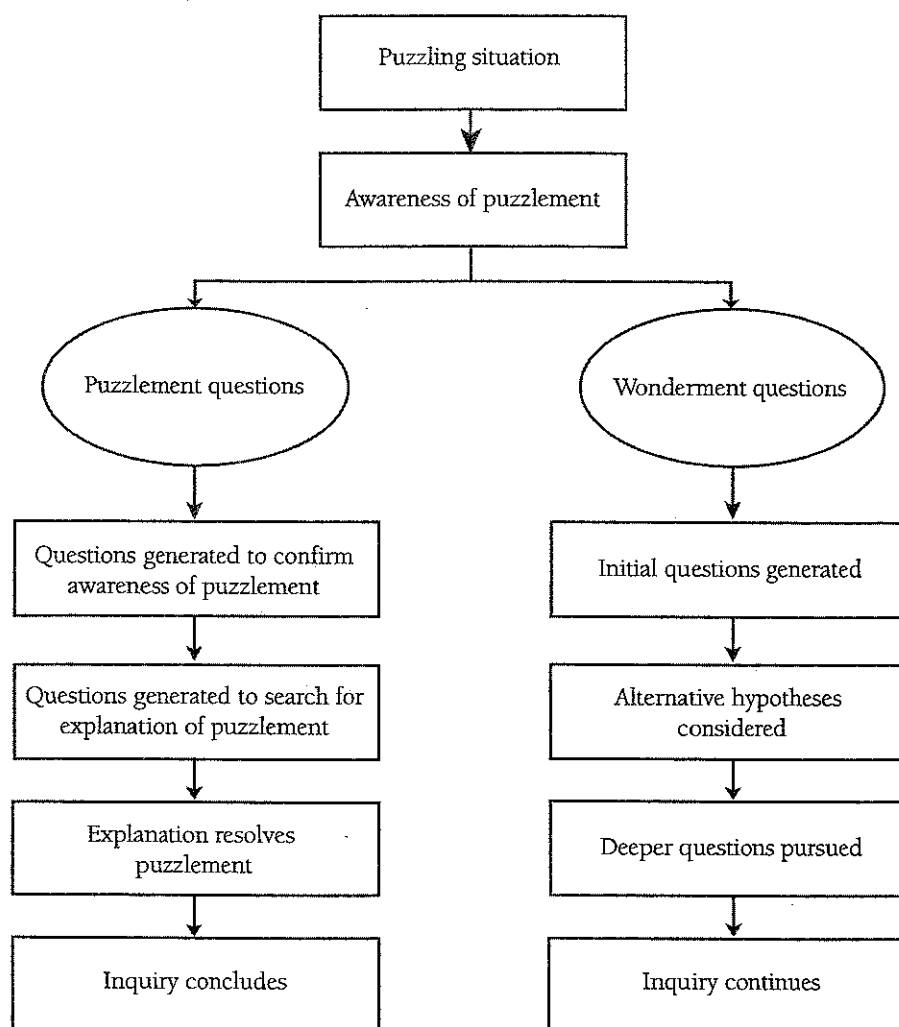 Puzzling situation
Awareness of puzzlement
Puzzlement questions
Questions generated to confirm
awareness of puzzlement
Questions generated to search for
explanation of puzzlement
Explanation resolves
puzzlement
Inquiry concludes
Wonderment questions
Initial questions generated
Alternative hypotheses
considered
Deeper questions pursued
Inquiry continues